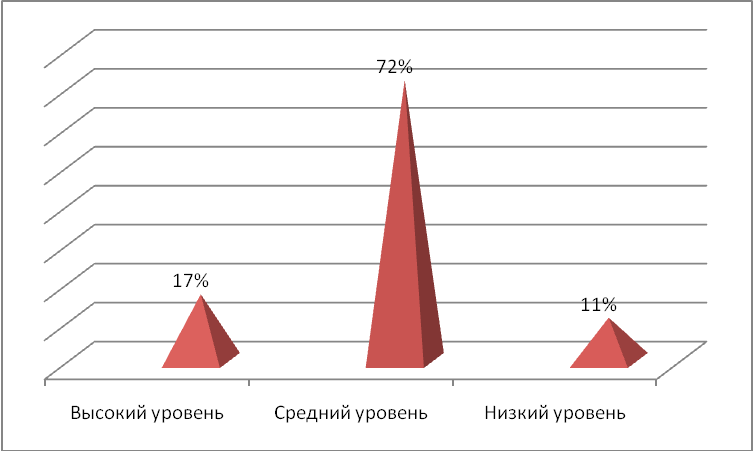 72%
17%
11%
Высокий уровень
Средний уровень
Низкий уровень